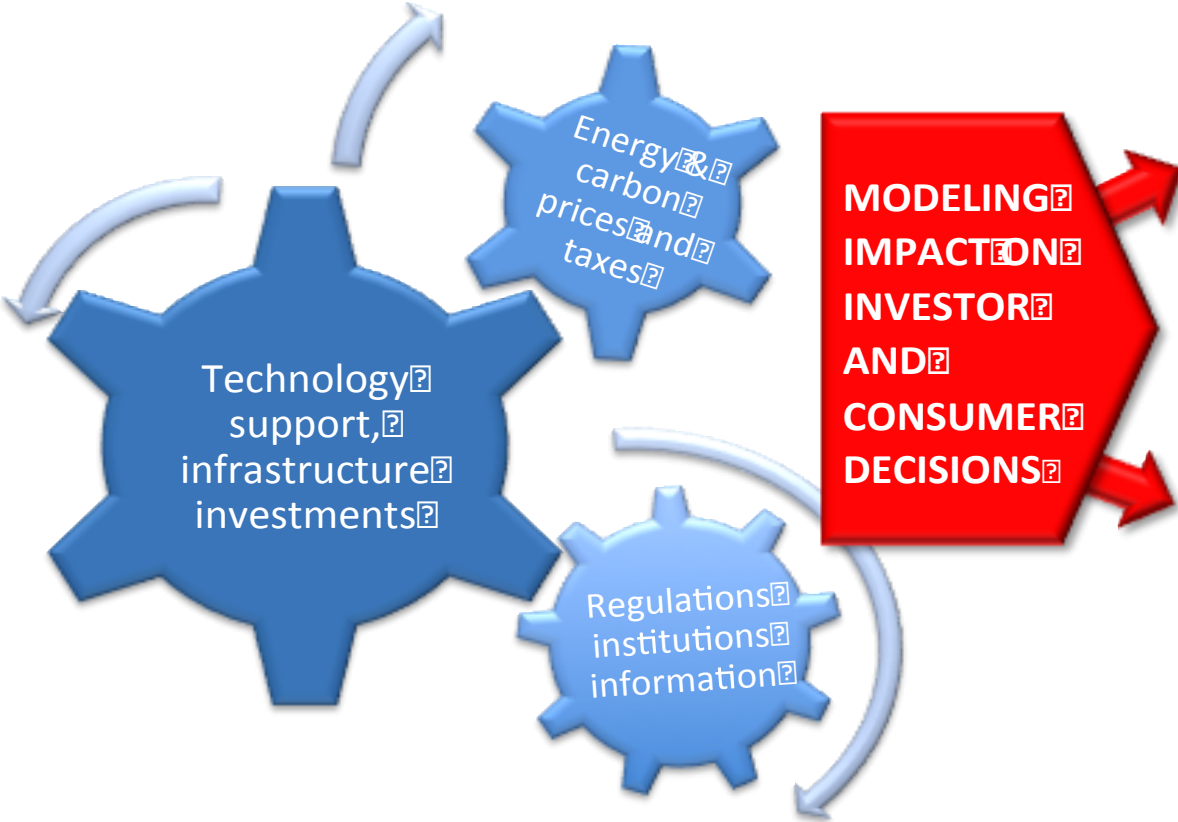 Energy & 
carbon
prices and
taxes
Technology
support,
infrastructure
investments
Regulations
institutions
information
MODELING
IMPACT ON
INVESTOR
AND
CONSUMER
DECISIONS